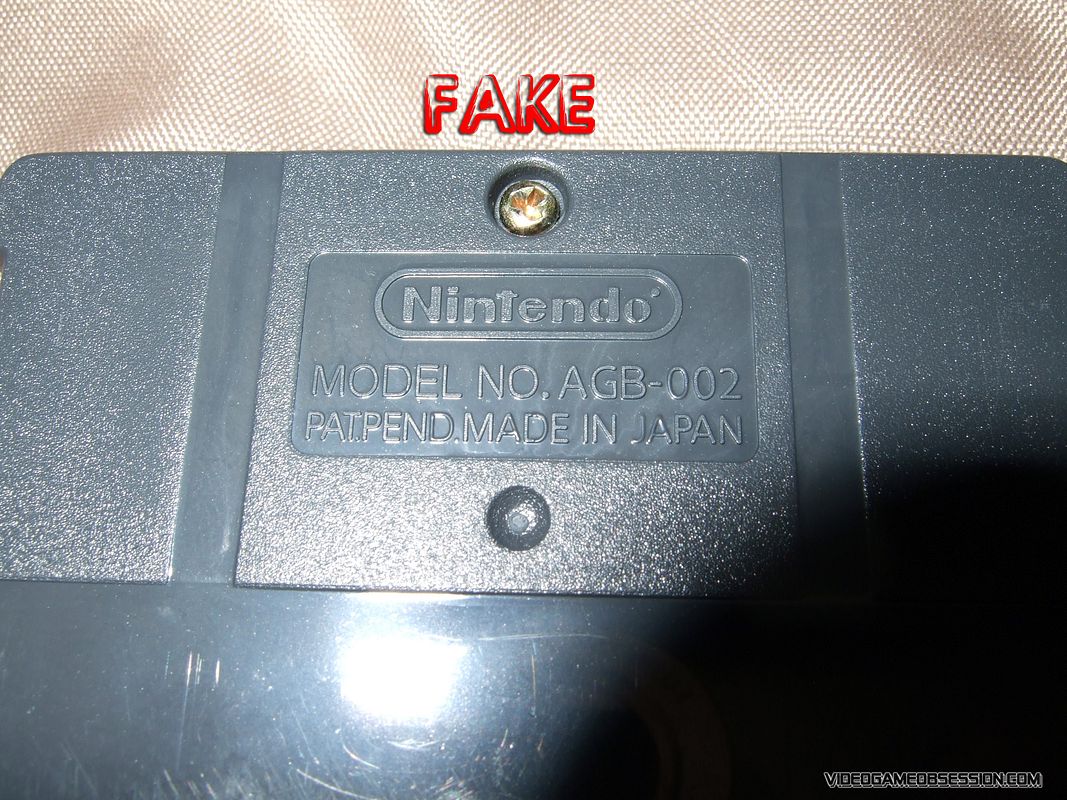 FAKE
Nintendo®
MODEL NO. AGB-002
PAT.PEND.MADE IN JAPAN
VIDEOGAMEOBSESSION.COM